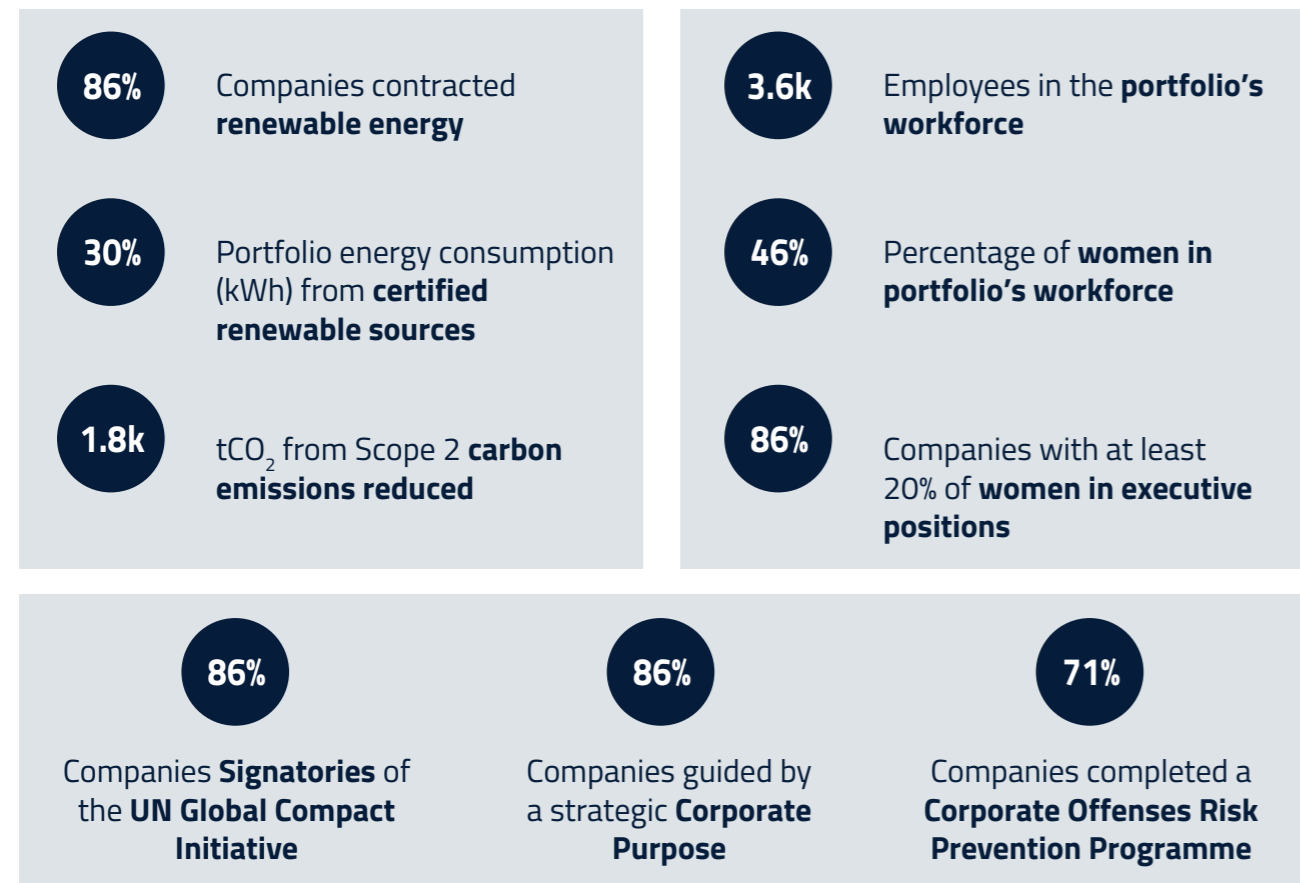 86%
Companies contracted
renewable energy
30%
Portfolio energy consumption
(kWh) from certified
renewable sources
1.8k
tCO₂ from Scope 2 carbon
emissions reduced
3.6k
Employees in the portfolio’s
workforce
46%
Percentage of women in
portfolio’s workforce
86%
Companies with at least
20% of women in executive
positions
86%
Companies Signatories of
the UN Global Compact
Initiative
86%
Companies guided by
a strategic Corporate
Purpose
71%
Companies completed a
Corporate Offenses Risk
Prevention Programme